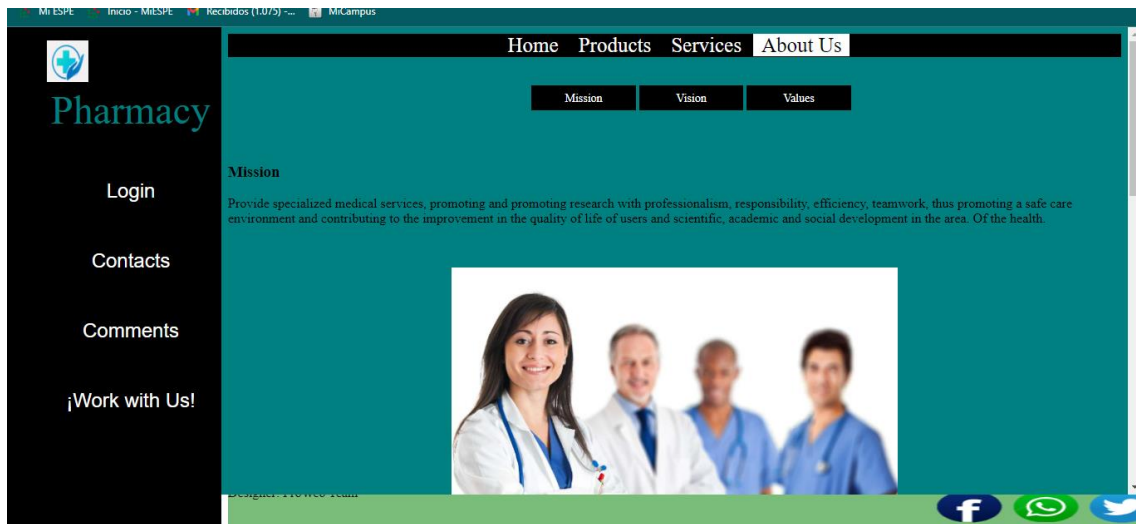 Mi ESPE Inicio - MiESPE Recibidos (1.075) -... MiCampus
Home Products Services About Us
Pharmacy
Mission Vision Values
Login
Contacts
Comments
¡Work with Us!
Mission
Provide specialized medical services, promoting and promoting research with professionalism, responsibility, efficiency, teamwork, thus promoting a safe care
environment and contributing to the improvement in the quality of life of users and scientific, academic and social development in the area. Of the health.
Designer: Team